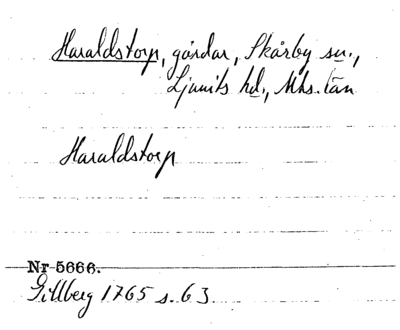 Haraldstorp, gårdar, Skårby sn.,
Ljunits hd., Mhs. län
Haraldstorp
Nr 5666.
Gillberg 1765 s. 63